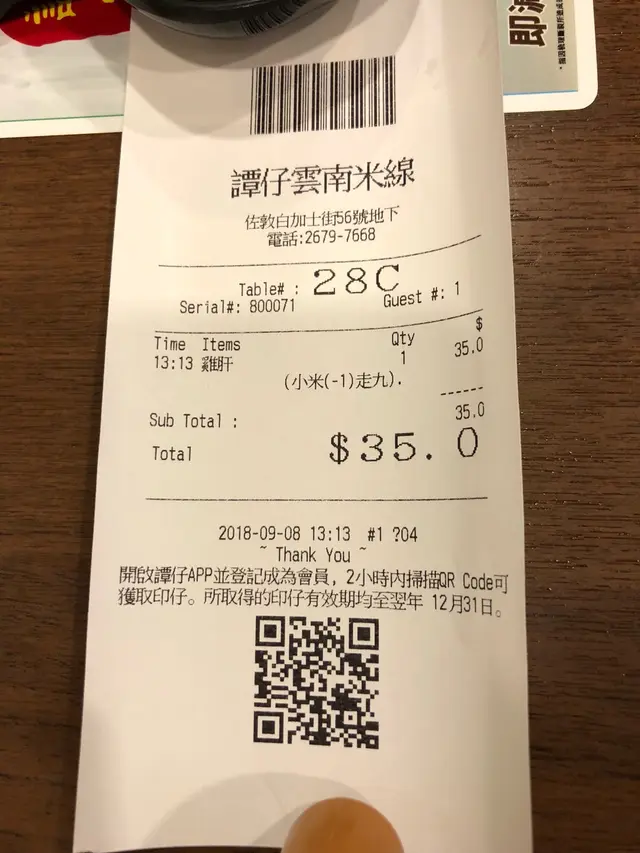 譚仔雲南米線
佐敦白加士街56號地下
電話:2679-7668
Table# : 28C
Serial#: 800071 Guest #: 1
$
Time Items Qty
13:13 雞肝 1 35.0
(小米(-1)走九).
------
Sub Total : 35.0
Total $35.0
2018-09-08 13:13 #1 ?04
~ Thank You ~
開啟譚仔APP並登記成為會員, 2小時內掃描QR Code可
獲取印仔。所取得的印仔有效期均至翌年 12月31日。
即